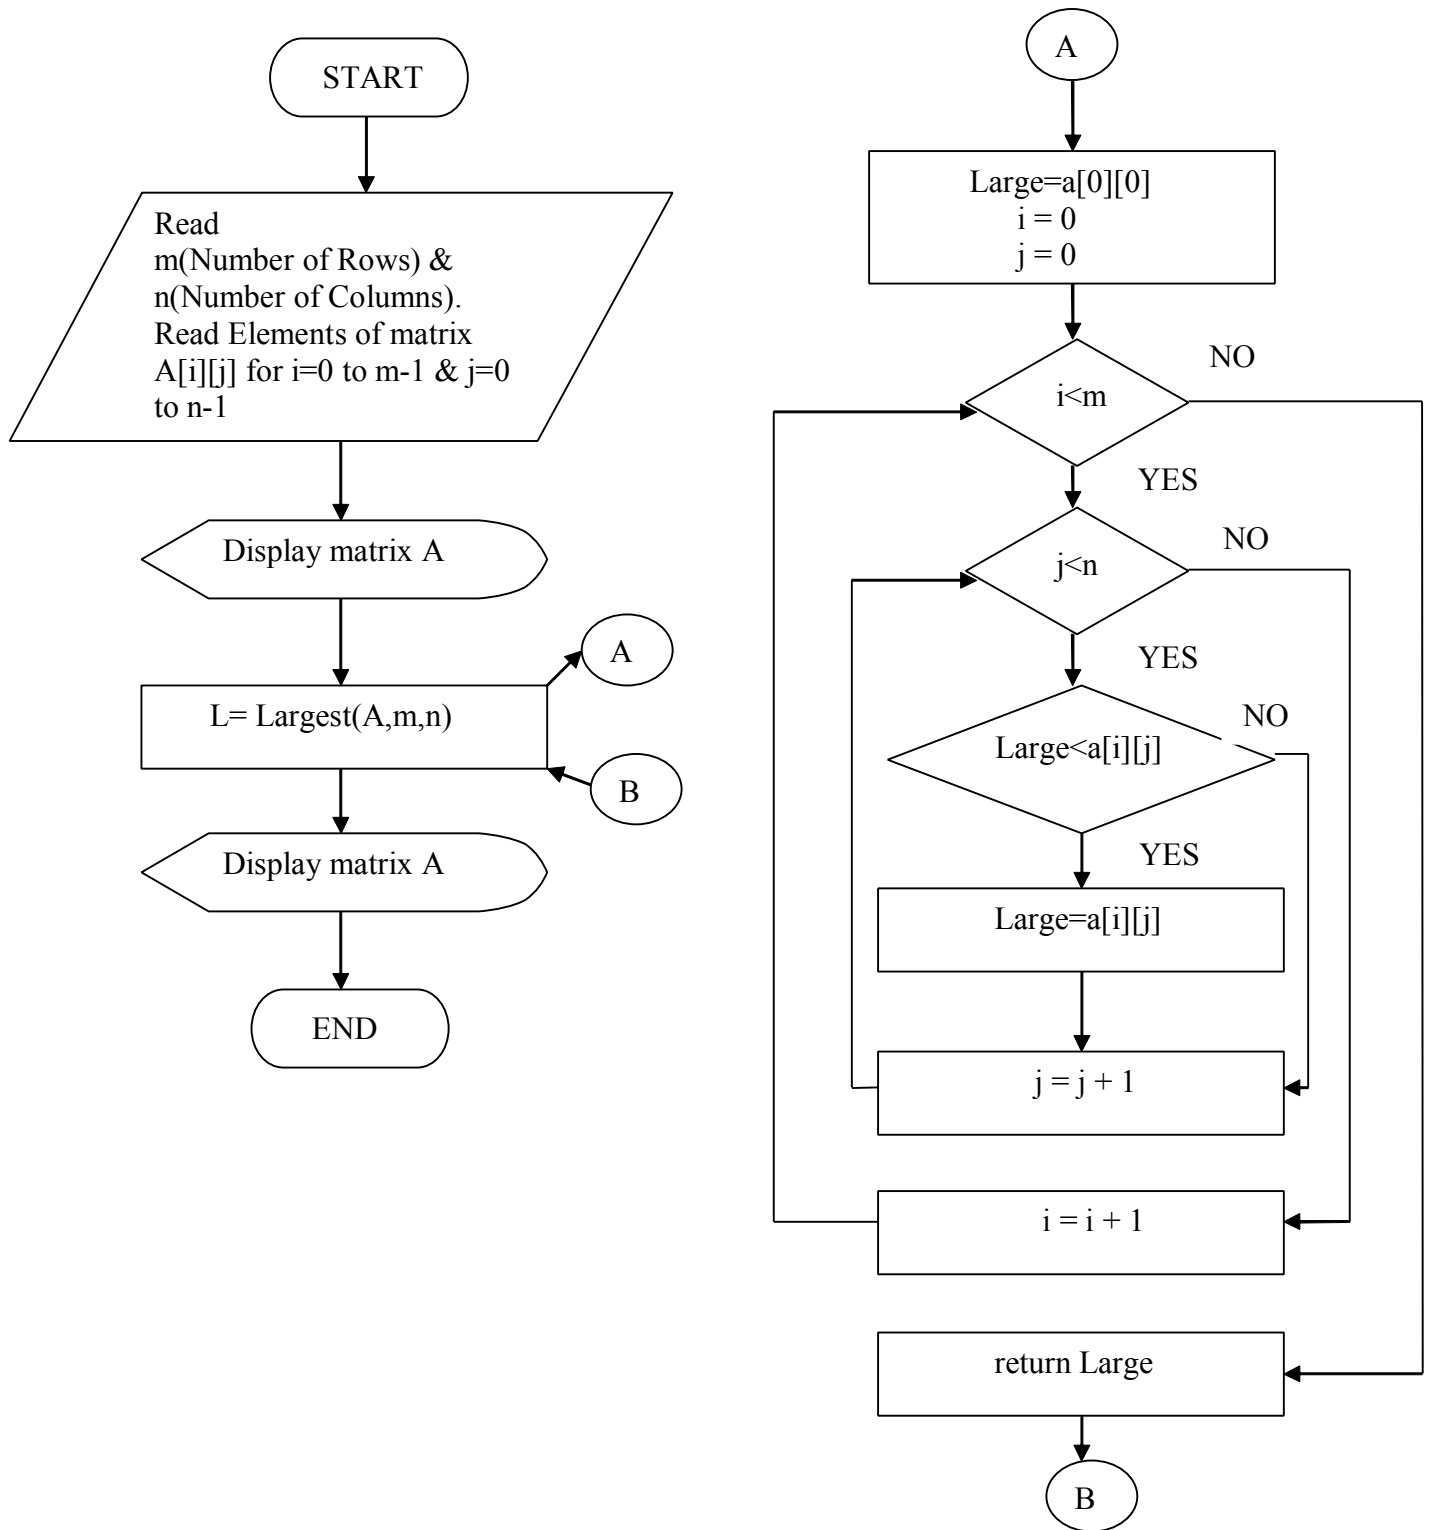 START
Read
m(Number of Rows) &
n(Number of Columns).
Read Elements of matrix
A[i][j] for i=0 to m-1 & j=0
to n-1
Display matrix A
L= Largest(A,m,n)
A
B
Display matrix A
END
A
Large=a[0][0]
i = 0
j = 0
i<m
NO
YES
j<n
NO
YES
Large<a[i][j]
NO
YES
Large=a[i][j]
j = j + 1
i = i + 1
return Large
B